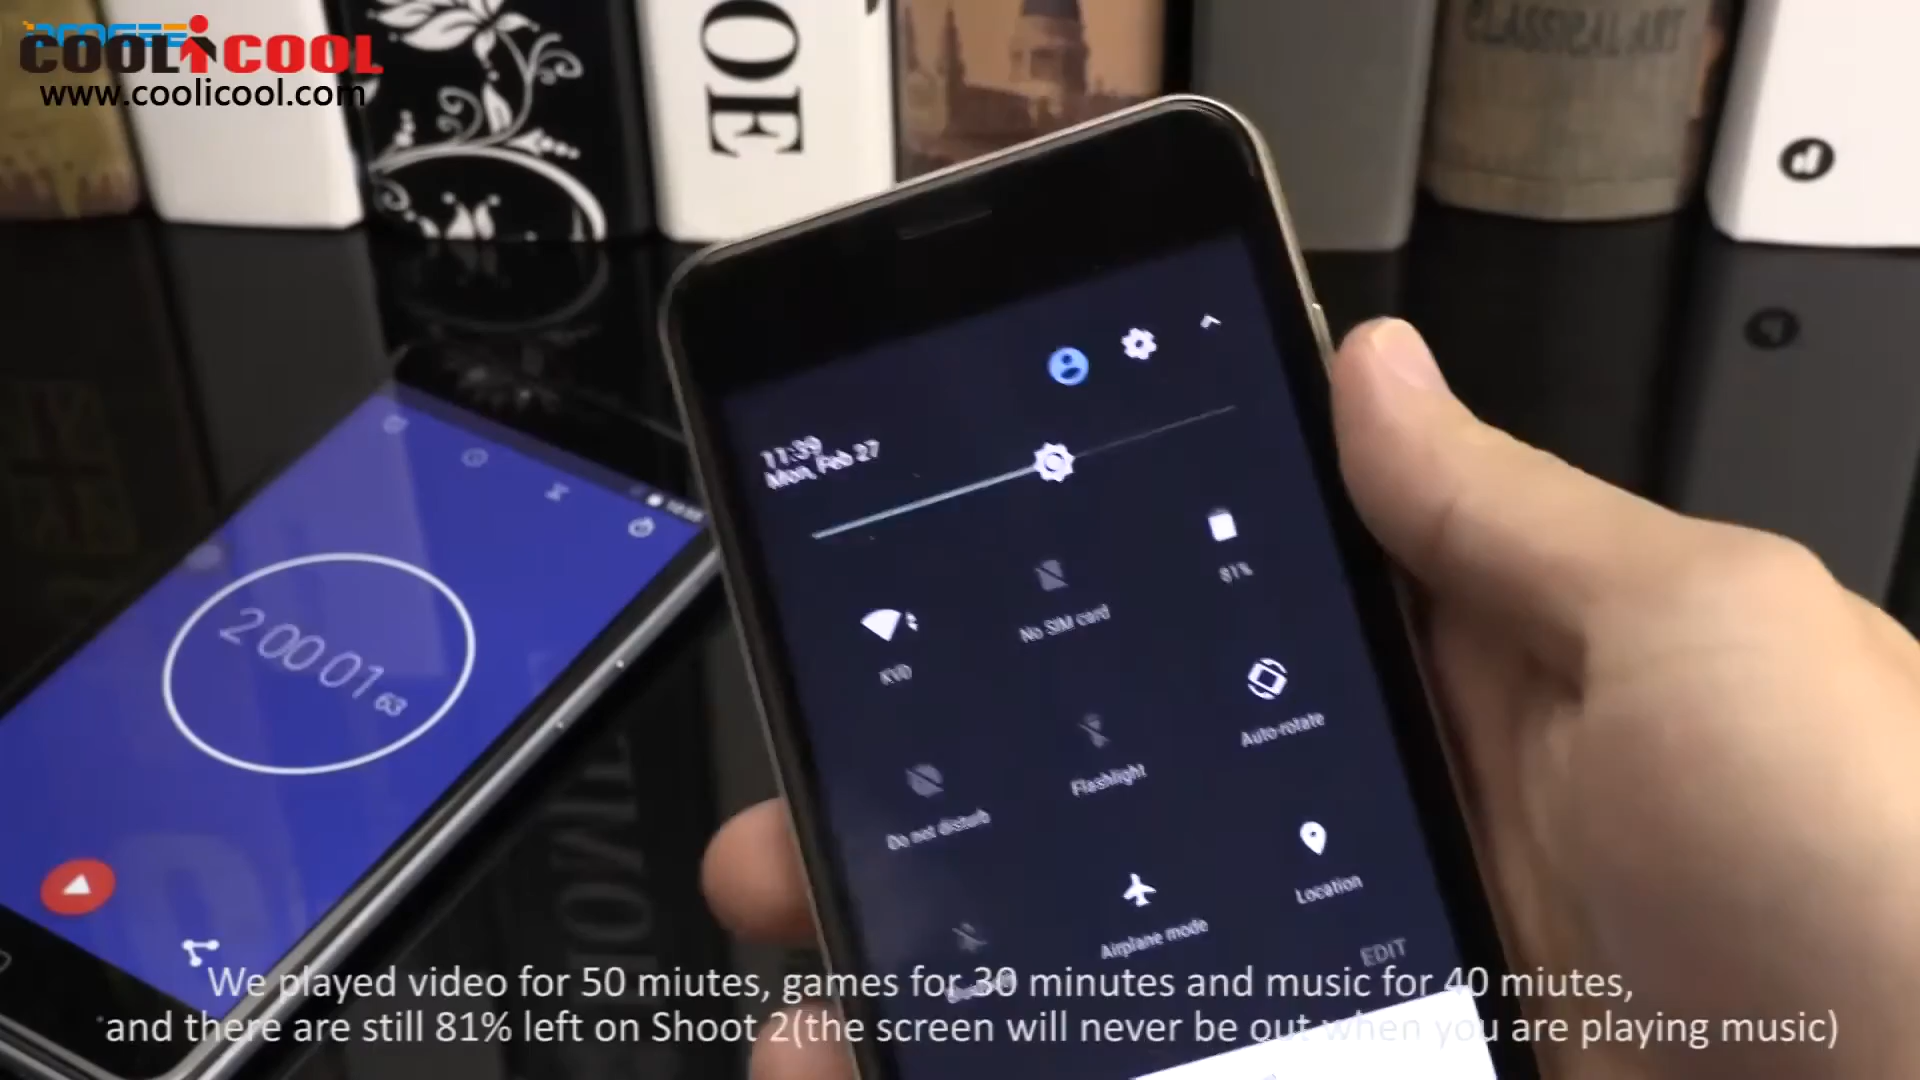 COOLiCOOL
www.coolicool.com
OE
CLASSICAL ART
11:39
Mon, Feb 27
81%
No SIM card
KVD
Auto-rotate
Flashlight
Do not disturb
Location
Airplane mode
EDIT
2 00 01 63
We played video for 50 miutes, games for 30 minutes and music for 40 miutes,
and there are still 81% left on Shoot 2(the screen will never be out when you are playing music)